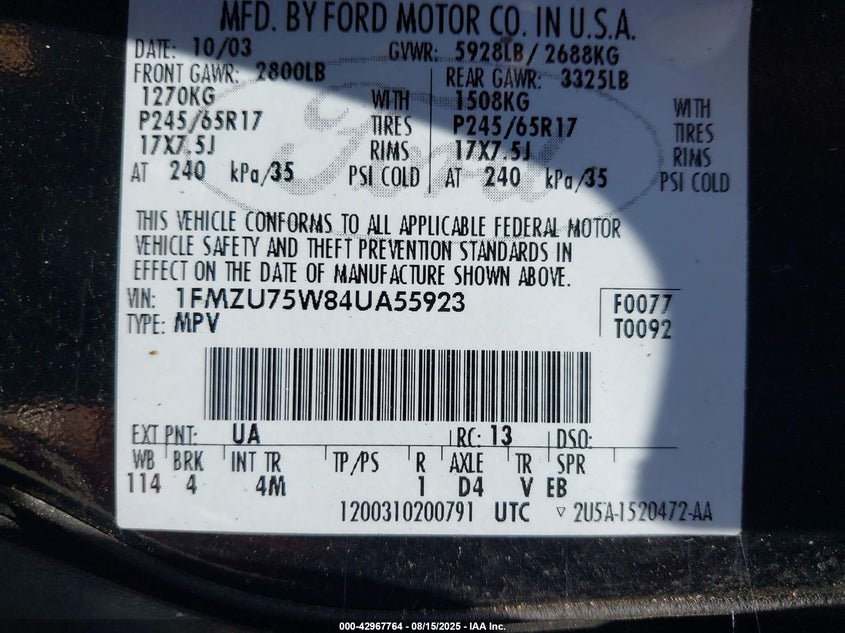 MFD. BY FORD MOTOR CO. IN U.S.A.
DATE: 10/03 GVWR: 5928LB/ 2688KG
FRONT GAWR: 2800LB REAR GAWR: 3325LB
1270KG WITH 1508KG WITH
P245/65R17 TIRES P245/65R17 TIRES
17X7.5J RIMS 17X7.5J RIMS
AT 240 kPa/35 PSI COLD AT 240 kPa/35 PSI COLD
Ford
THIS VEHICLE CONFORMS TO ALL APPLICABLE FEDERAL MOTOR
VEHICLE SAFETY AND THEFT PREVENTION STANDARDS IN
EFFECT ON THE DATE OF MANUFACTURE SHOWN ABOVE.
VIN: 1FMZU75W84UA55923 F0077
TYPE: MPV T0092
EXT PNT: UA RC: 13 DSO:
WB BRK INT TR TP/PS R AXLE TR SPR
114 4 4M 1 D4 V EB
1200310200791 UTC ▽ 2U5A-1520472-AA
000-42967764 - 08/15/2025 - IAA Inc.